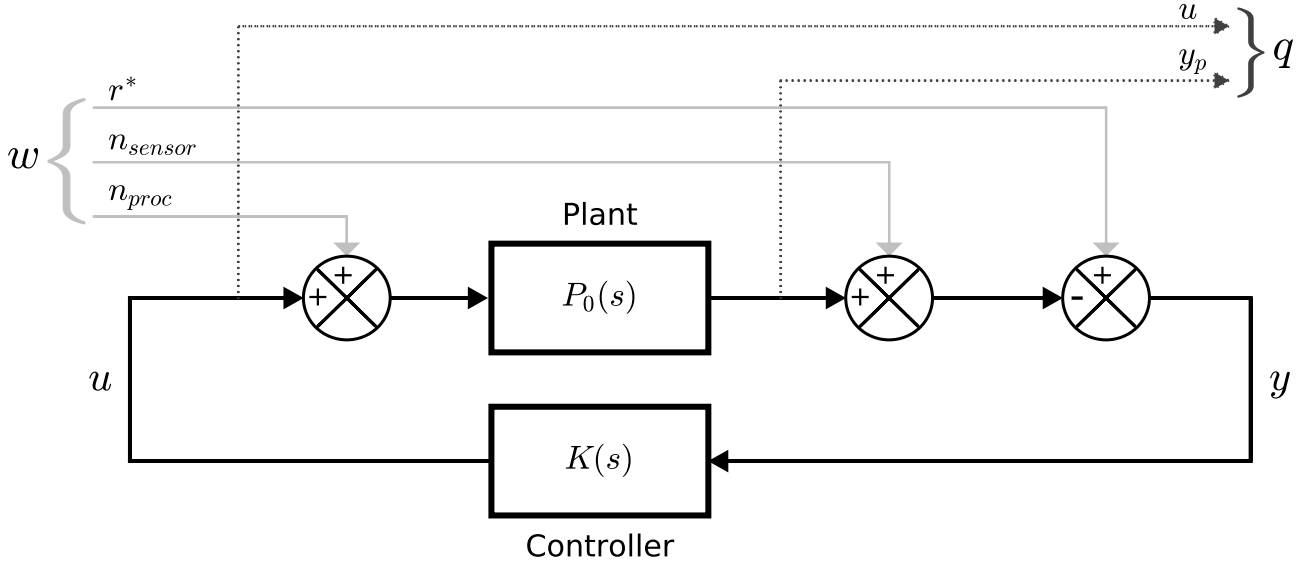 u
q
y_p
r*
w
n_sensor
n_proc
Plant
+
+
P_0(s)
+
+
+
-
u
y
K(s)
Controller